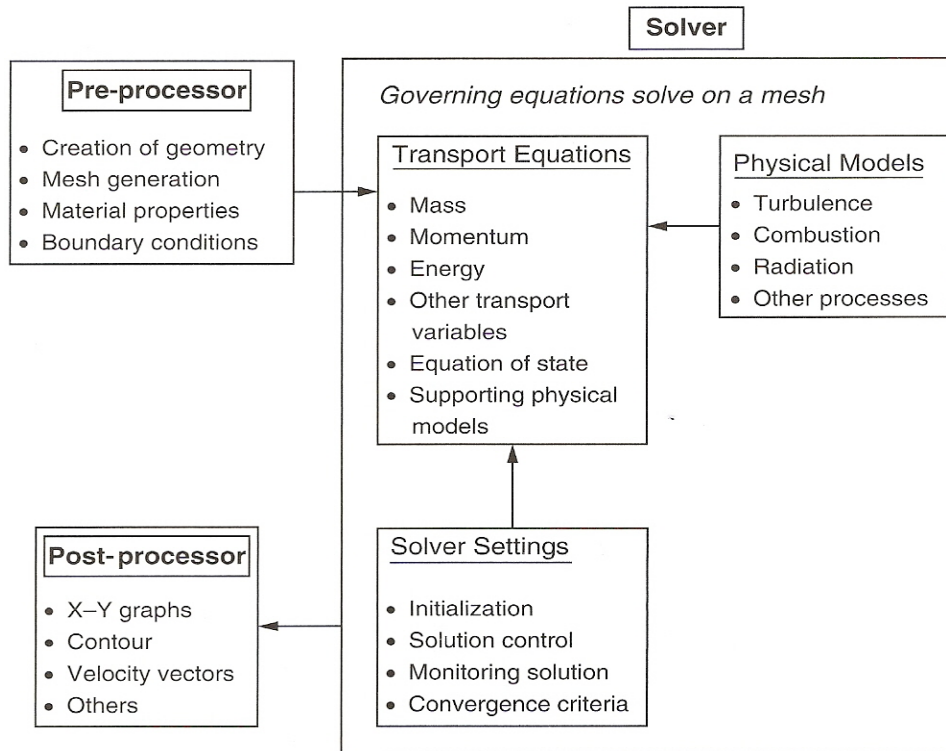 Solver
Pre-processor
• Creation of geometry
• Mesh generation
• Material properties
• Boundary conditions
Governing equations solve on a mesh
Transport Equations
• Mass
• Momentum
• Energy
• Other transport
variables
• Equation of state
• Supporting physical
models
Physical Models
• Turbulence
• Combustion
• Radiation
• Other processes
Post-processor
• X–Y graphs
• Contour
• Velocity vectors
• Others
Solver Settings
• Initialization
• Solution control
• Monitoring solution
• Convergence criteria